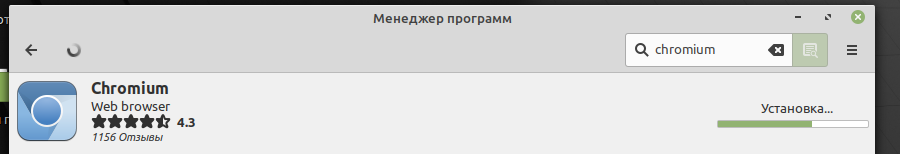 Менеджер программ
chromium
Chromium
Web browser
4.3
1156 Отзывы
Установка...